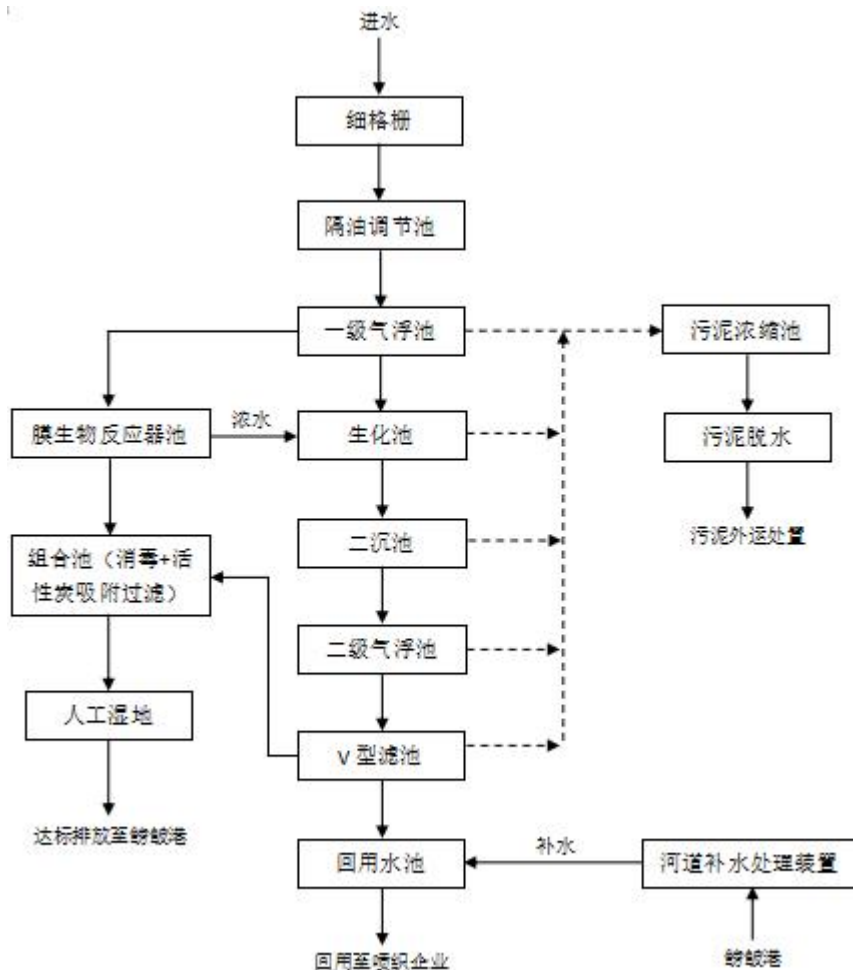 进水
细格栅
隔油调节池
一级气浮池
污泥浓缩池
膜生物反应器池
浓水
生化池
污泥脱水
二沉池
污泥外运处置
组合池（消毒+活
性炭吸附过滤）
二级气浮池
人工湿地
V型滤池
达标排放至鳑鲏港
回用水池
补水
河道补水处理装置
回用至喷织企业
鳑鲏港